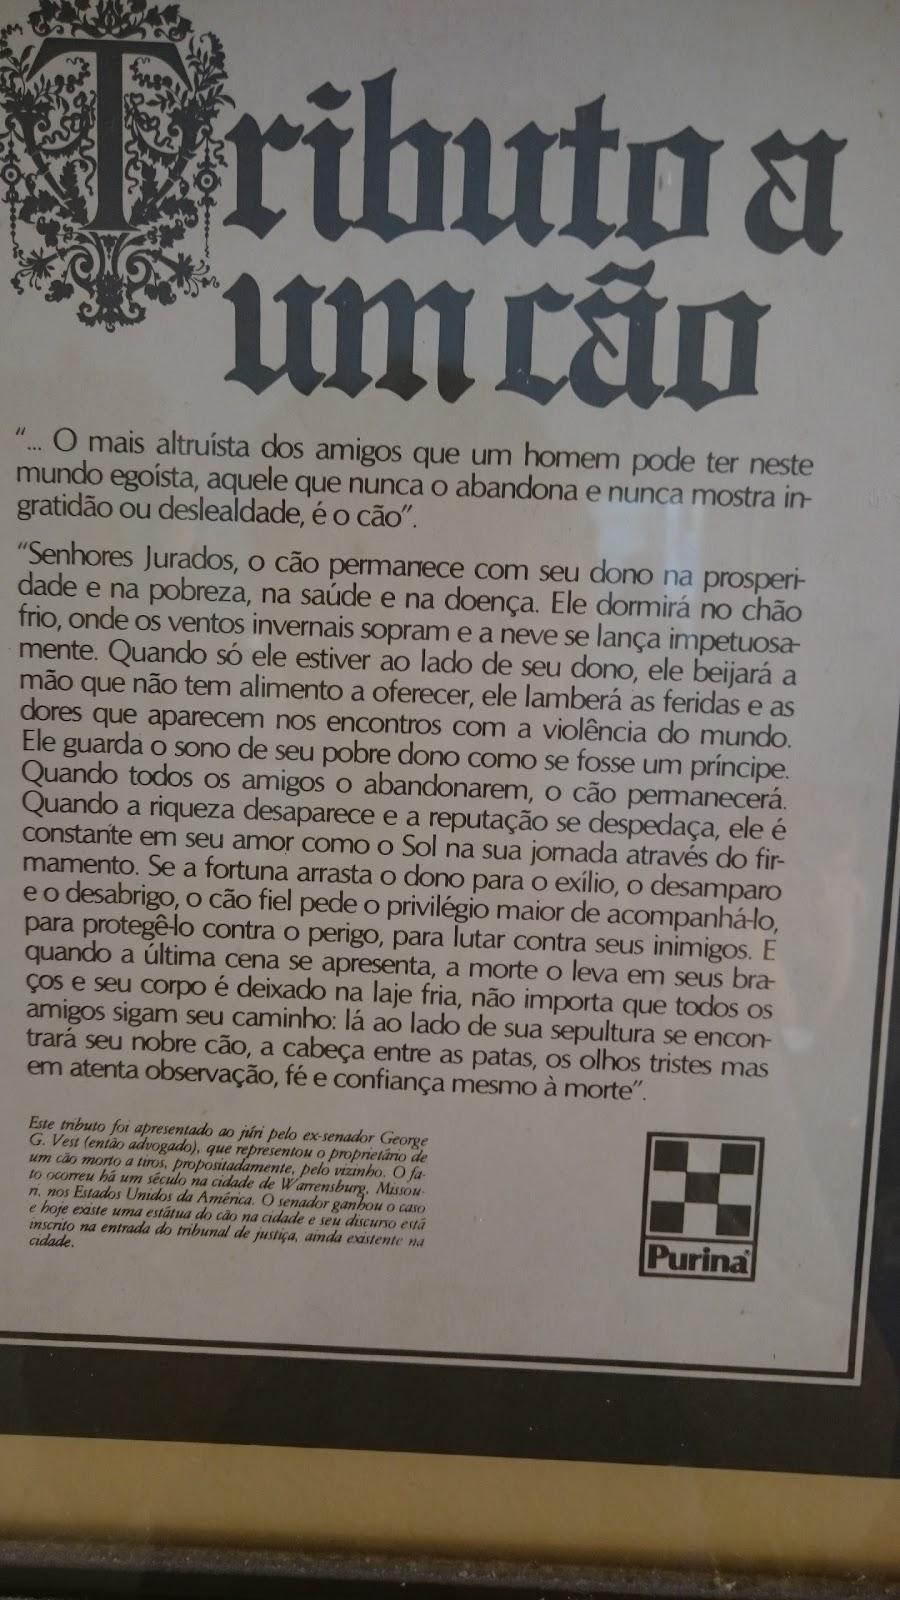 Tributo a
um cão
“... O mais altruísta dos amigos que um homem pode ter neste
mundo egoísta, aquele que nunca o abandona e nunca mostra in-
gratidão ou deslealdade, é o cão”.
“Senhores Jurados, o cão permanece com seu dono na prosperi-
dade e na pobreza, na saúde e na doença. Ele dormirá no chão
frio, onde os ventos invernais sopram e a neve se lança impetuosa-
mente. Quando só ele estiver ao lado de seu dono, ele beijará a
mão que não tem alimento a oferecer, ele lamberá as feridas e as
dores que aparecem nos encontros com a violência do mundo.
Ele guarda o sono de seu pobre dono como se fosse um príncipe.
Quando todos os amigos o abandonarem, o cão permanecerá.
Quando a riqueza desaparece e a reputação se despedaça, ele é
constante em seu amor como o Sol na sua jornada através do fir-
mamento. Se a fortuna arrasta o dono para o exílio, o desamparo
e o desabrigo, o cão fiel pede o privilégio maior de acompanhá-lo,
para protegê-lo contra o perigo, para lutar contra seus inimigos. E
quando a última cena se apresenta, a morte o leva em seus bra-
ços e seu corpo é deixado na laje fria, não importa que todos os
amigos sigam seu caminho: lá ao lado de sua sepultura se encon-
trará seu nobre cão, a cabeça entre as patas, os olhos tristes mas
em atenta observação, fé e confiança mesmo à morte”.
Este tributo foi apresentado ao júri pelo ex-senador George
G. Vest (então advogado), que representou o proprietário de
um cão morto a tiros, propositadamente, pelo vizinho. O fa-
to ocorreu há um século na cidade de Warrensburg, Missou-
ri, nos Estados Unidos da América. O senador ganhou o caso
e hoje existe uma estátua do cão na cidade e seu discurso está
inscrito na entrada do tribunal de justiça, ainda existente na
cidade.
Purina®